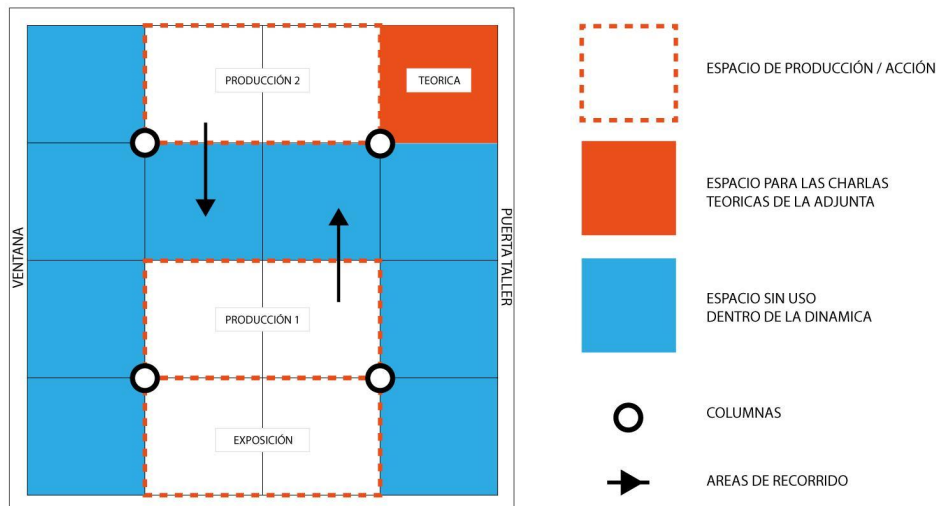 PRODUCCIÓN 2
TEORICA
VENTANA
PUERTA TALLER
PRODUCCIÓN 1
EXPOSICIÓN
ESPACIO DE PRODUCCIÓN / ACCIÓN
ESPACIO PARA LAS CHARLAS
TEORICAS DE LA ADJUNTA
ESPACIO SIN USO
DENTRO DE LA DINAMICA
COLUMNAS
AREAS DE RECORRIDO